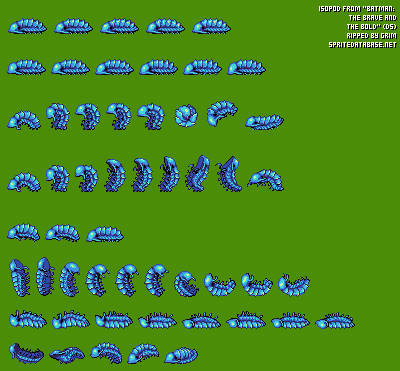 ISOPOD FROM "BATMAN:
THE BRAVE AND
THE BOLD" (DS)
RIPPED BY GRIM
SPRITEDATABASE.NET